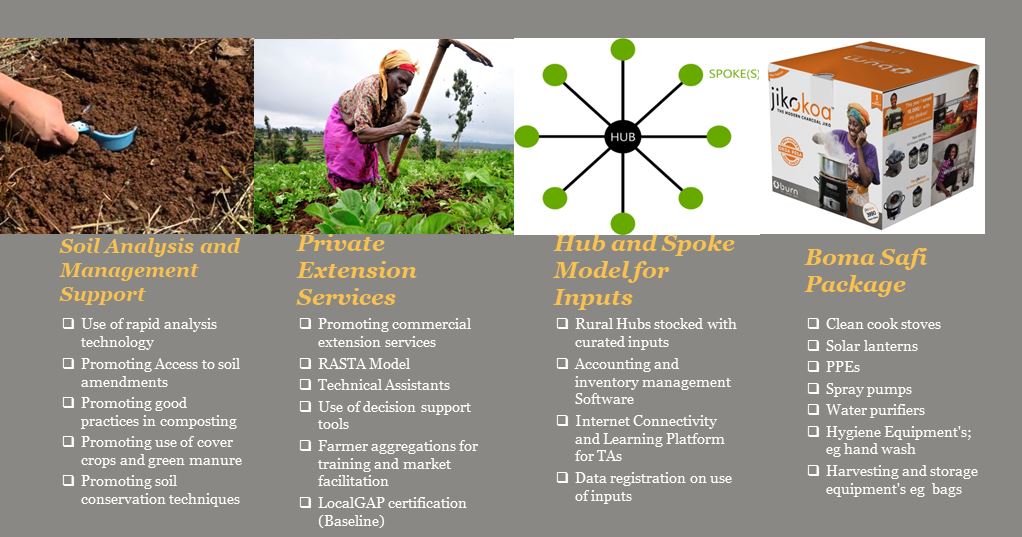 SPOKE(S)
HUB
jikokoa
THE MODERN CHARCOAL JIKO
burn
Soil Analysis and
Management
Support
❑ Use of rapid analysis
technology
❑ Promoting Access to soil
amendments
❑ Promoting good
practices in composting
❑ Promoting use of cover
crops and green manure
❑ Promoting soil
conservation techniques
Private
Extension
Services
❑ Promoting commercial
extension services
❑ RASTA Model
❑ Technical Assistants
❑ Use of decision support
tools
❑ Farmer aggregations for
training and market
facilitation
❑ LocalGAP certification
(Baseline)
Hub and Spoke
Model for
Inputs
❑ Rural Hubs stocked with
curated inputs
❑ Accounting and
inventory management
Software
❑ Internet Connectivity
and Learning Platform
for TAs
❑ Data registration on use
of inputs
Boma Safi
Package
❑ Clean cook stoves
❑ Solar lanterns
❑ PPEs
❑ Spray pumps
❑ Water purifiers
❑ Hygiene Equipment's;
eg hand wash
❑ Harvesting and storage
equipment's eg bags